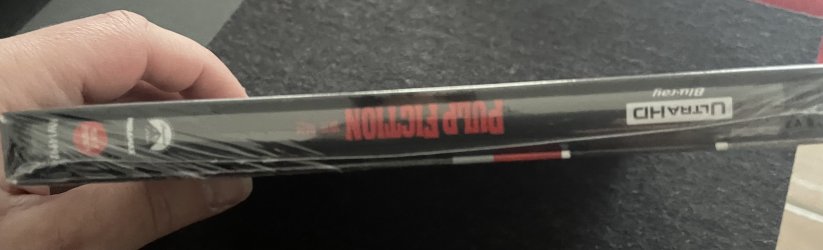 ULTRAHD
Blu-ray
PULP FICTION